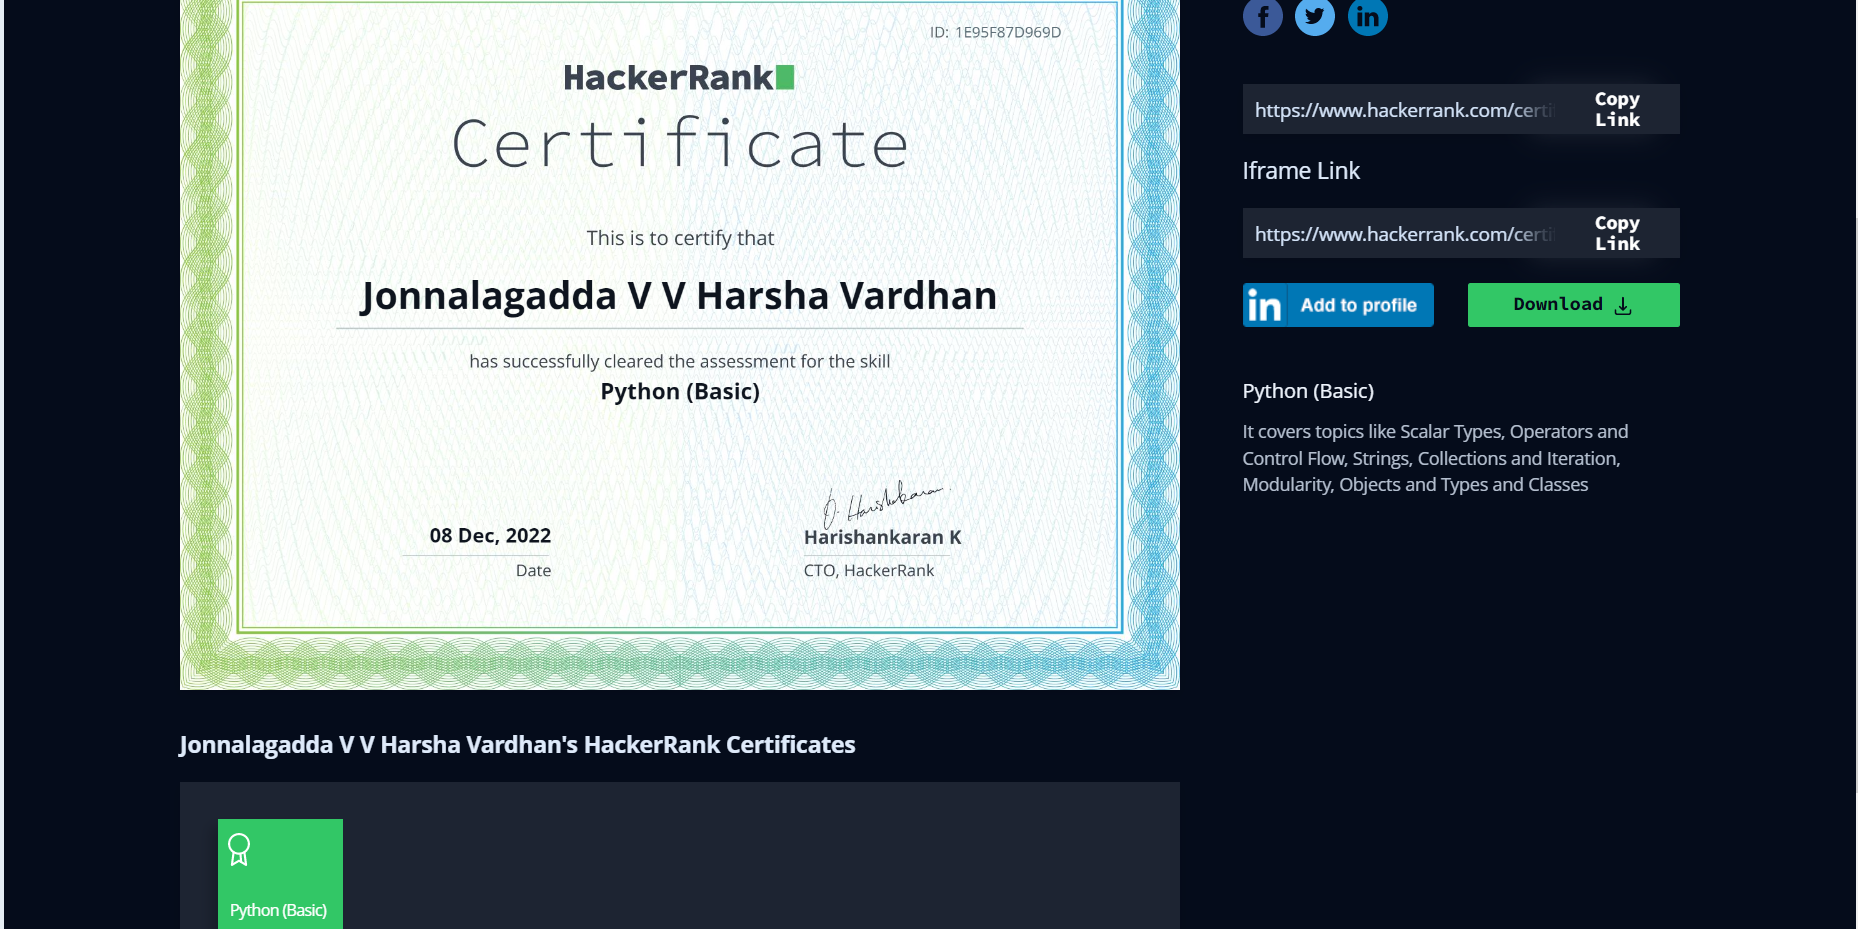 ID: 1E95F87D969D
HackerRank
Certificate
This is to certify that
Jonnalagadda V V Harsha Vardhan
has successfully cleared the assessment for the skill
Python (Basic)
08 Dec, 2022
Date
Harishankaran K
CTO, HackerRank
Jonnalagadda V V Harsha Vardhan's HackerRank Certificates
Python (Basic)
https://www.hackerrank.com/certi
Copy
Link
Iframe Link
https://www.hackerrank.com/certi
Copy
Link
in Add to profile
Download
Python (Basic)
It covers topics like Scalar Types, Operators and
Control Flow, Strings, Collections and Iteration,
Modularity, Objects and Types and Classes